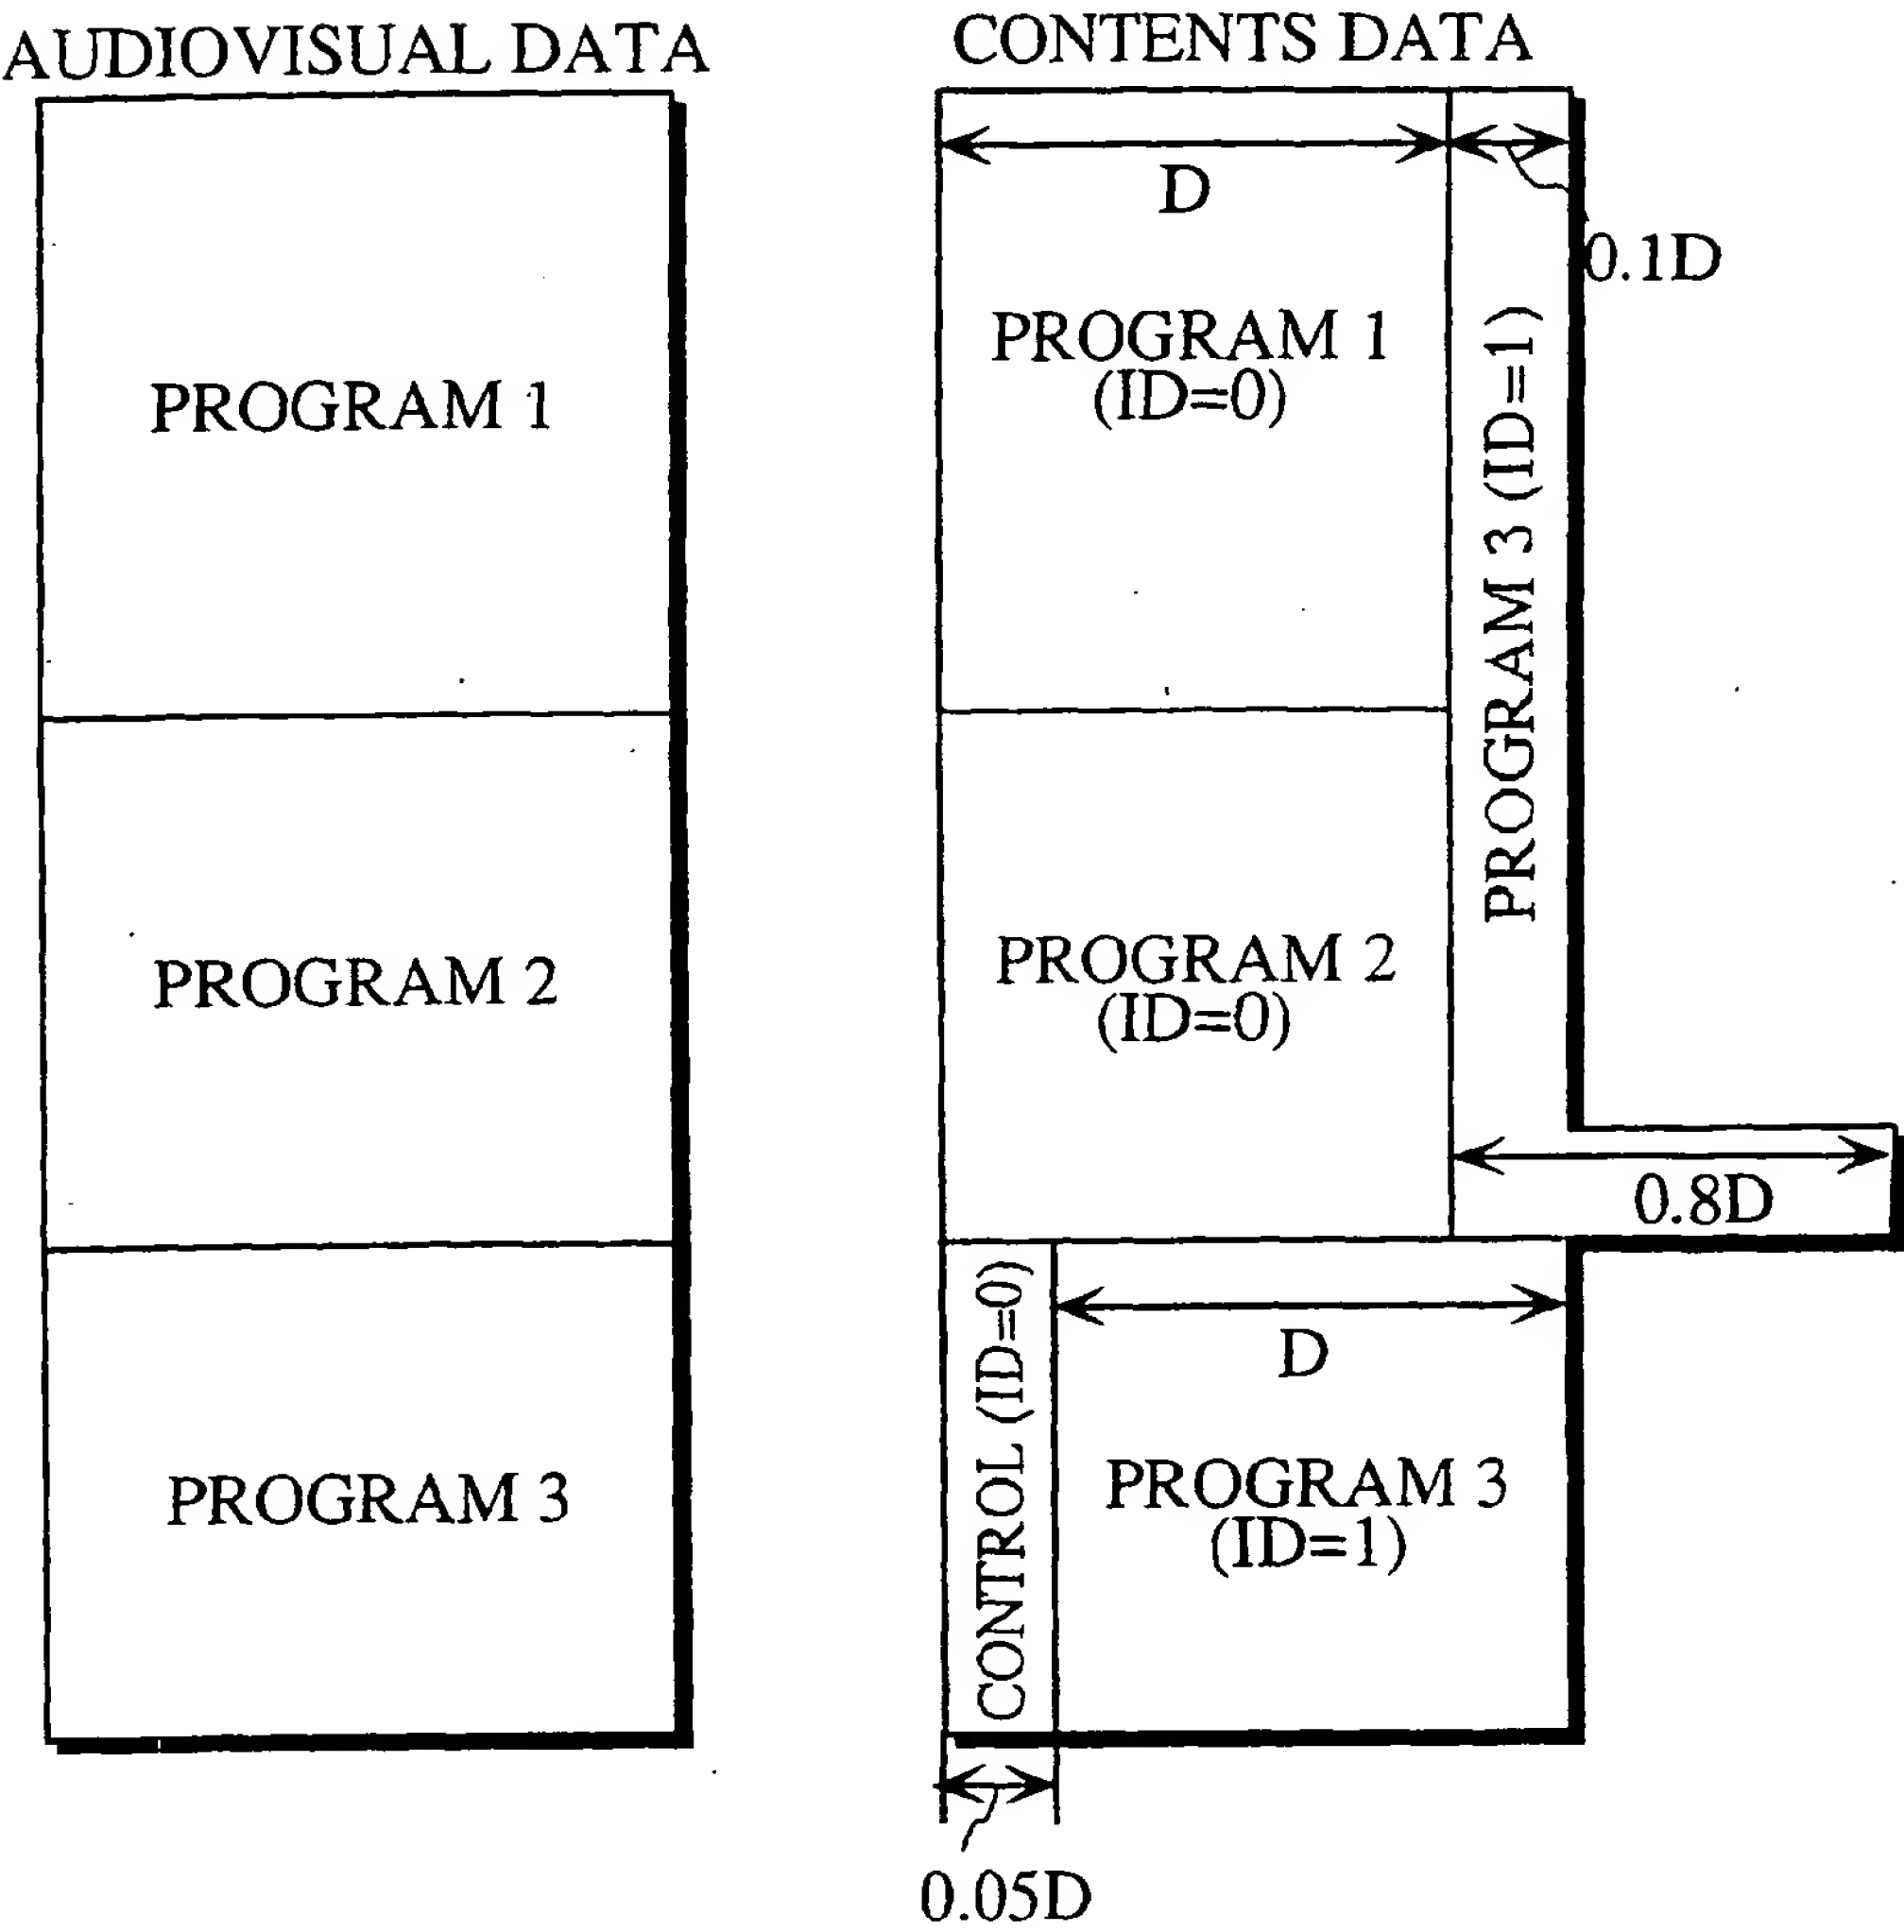 AUDIOVISUAL DATA
PROGRAM 1
PROGRAM 2
PROGRAM 3
CONTENTS DATA
D
0.1D
PROGRAM 1
(ID=0)
PROGRAM 3 (ID=1)
PROGRAM 2
(ID=0)
0.8D
CONTROL (ID=0)
D
PROGRAM 3
(ID=1)
0.05D